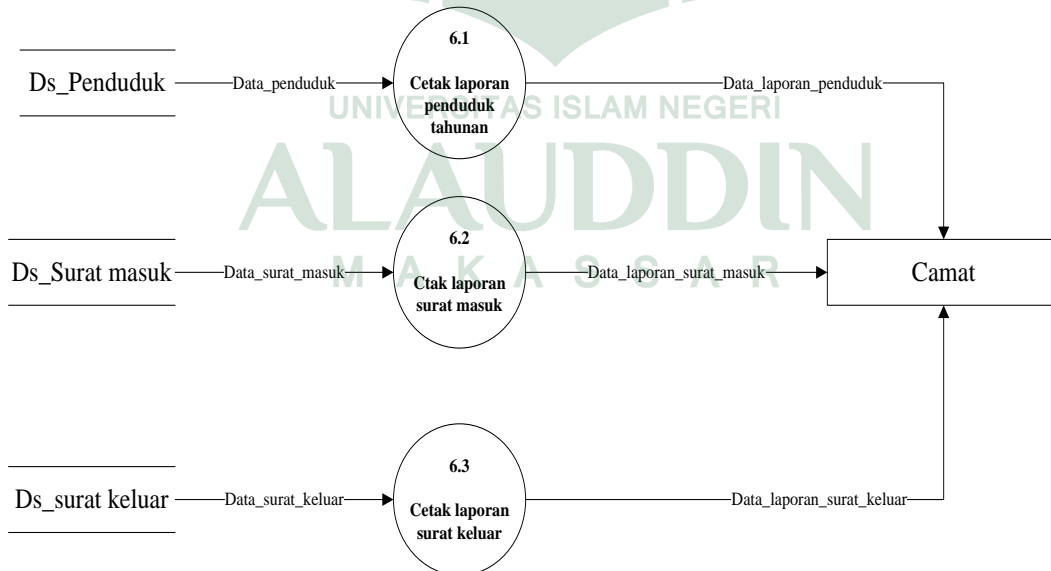 6.1
Ds_Penduduk
Data_penduduk
Cetak laporan
penduduk
tahunan
Data_laporan_penduduk
UNIVERSITAS ISLAM NEGERI
ALAUDDIN
MAKASSAR
6.2
Ds_Surat masuk
Data_surat_masuk
Ctak laporan
surat masuk
Data_laporan_surat_masuk
Camat
6.3
Ds_surat keluar
Data_surat_keluar
Cetak laporan
surat keluar
Data_laporan_surat_keluar